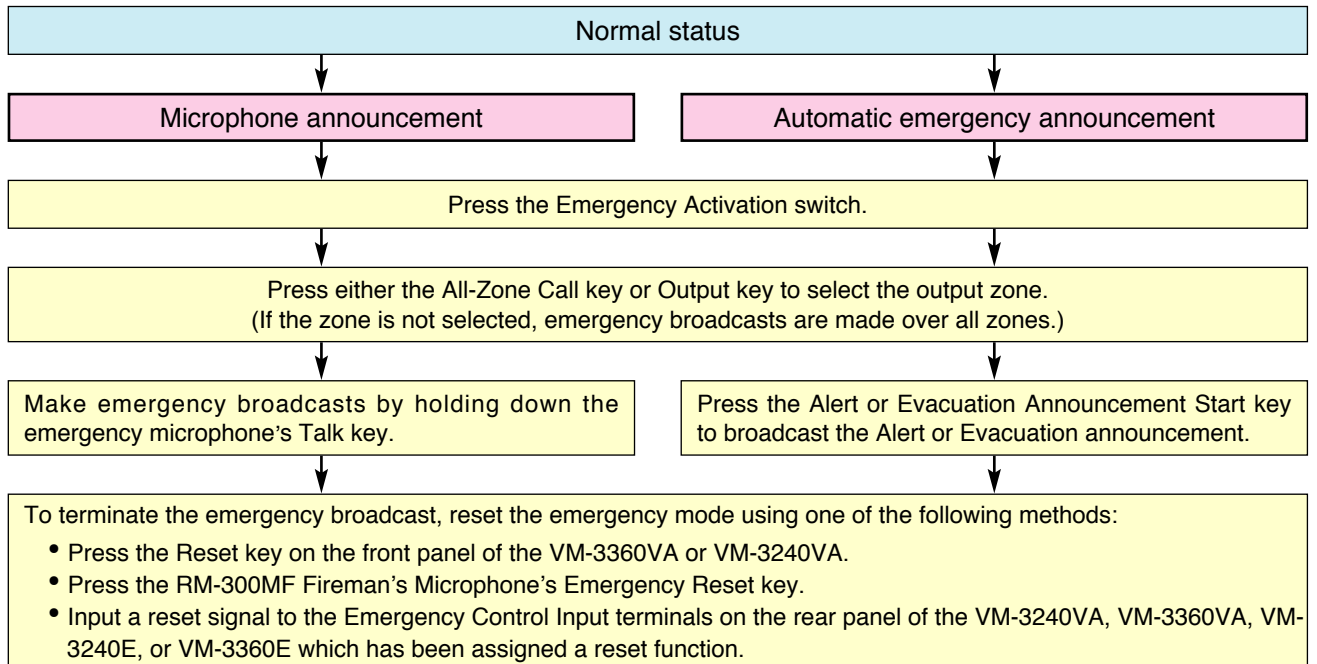 Normal status
Microphone announcement
Automatic emergency announcement
Press the Emergency Activation switch.
Press either the All-Zone Call key or Output key to select the output zone.
(If the zone is not selected, emergency broadcasts are made over all zones.)
Make emergency broadcasts by holding down the
emergency microphone's Talk key.
Press the Alert or Evacuation Announcement Start key
to broadcast the Alert or Evacuation announcement.
To terminate the emergency broadcast, reset the emergency mode using one of the following methods:
• Press the Reset key on the front panel of the VM-3360VA or VM-3240VA.
• Press the RM-300MF Fireman's Microphone's Emergency Reset key.
• Input a reset signal to the Emergency Control Input terminals on the rear panel of the VM-3240VA, VM-3360VA, VM-
3240E, or VM-3360E which has been assigned a reset function.